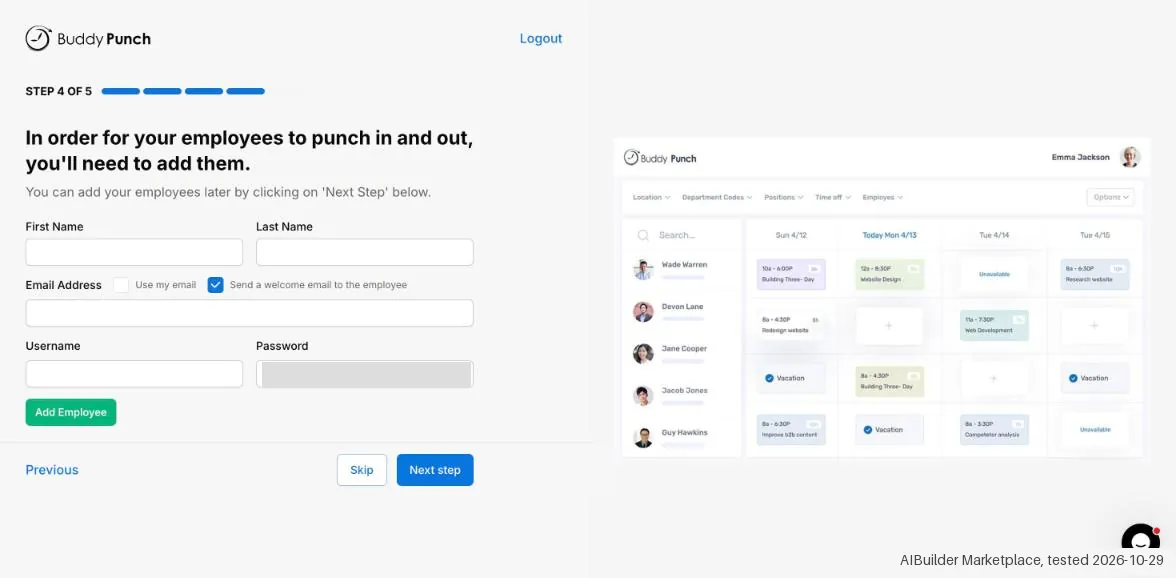 Buddy Punch
Logout
STEP 4 OF 5
In order for your employees to punch in and out,
you'll need to add them.
You can add your employees later by clicking on 'Next Step' below.
First Name
Last Name
Email Address
Use my email
Send a welcome email to the employee
Username
Password
Add Employee
Previous
Skip
Next step
Buddy Punch
Emma Jackson
Location
Department Codes
Positions
Time off
Employes
Options
Search...
Sun 4/12
Today Mon 4/13
Tue 4/14
Tue 4/15
Wade Warren
10a - 6:00P
Building Three- Day
12a - 8:30P
Website Design
Unavailable
8a - 6:30P
10h
Research website
Devon Lane
8a - 4:30P
8h
Redesign website
11a - 7:30P
Web Development
Jane Cooper
Vacation
8a - 4:30P
Building Three- Day
Vacation
Jacob Jones
Guy Hawkins
8a - 6:30P
Improve b2b content
Vacation
8a - 3:30P
Competator analysis
Unavailable
AIBuilder Marketplace, tested 2026-10-29